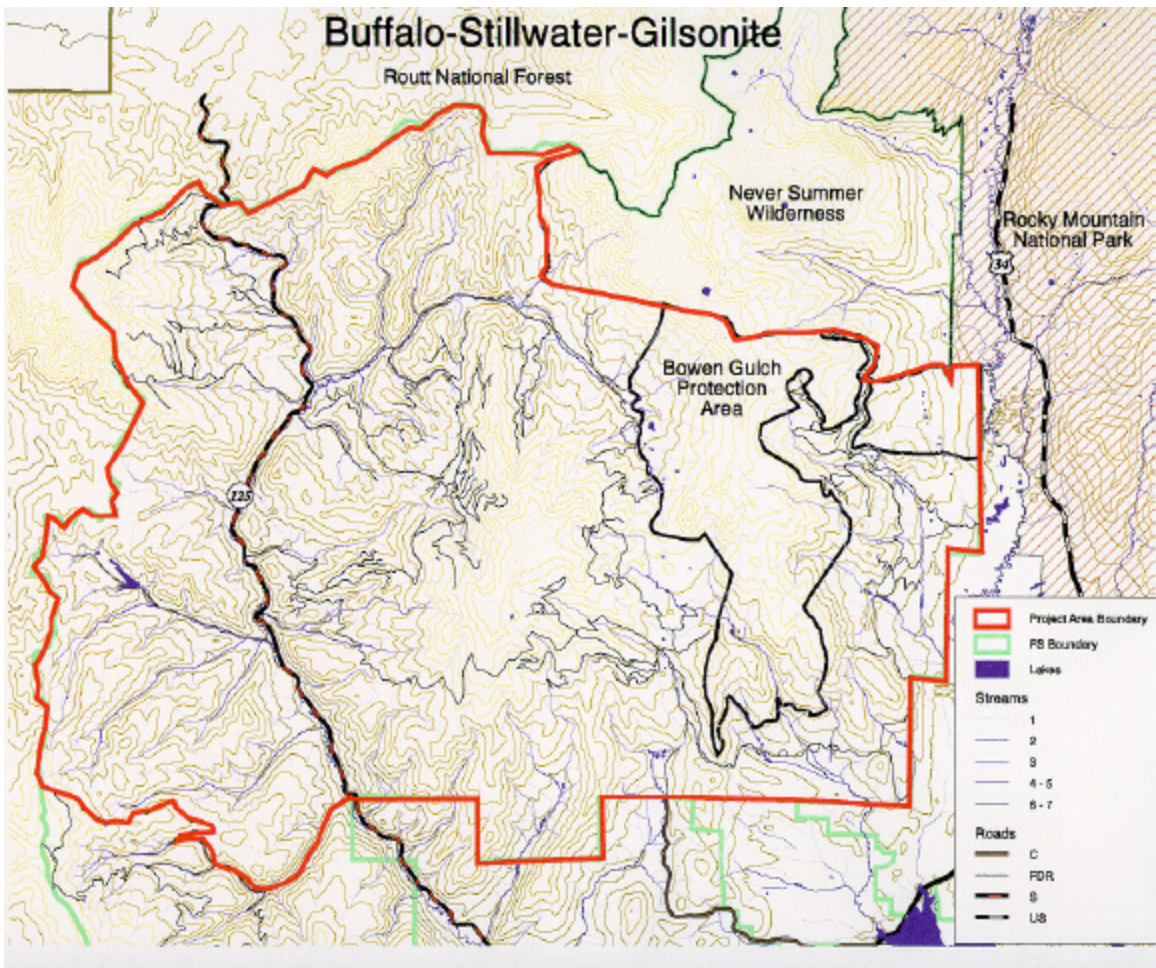 Buffalo-Stillwater-Gilsonite
Routt National Forest
Never Summer
Wilderness
Rocky Mountain
National Park
34
Bowen Gulch
Protection
Area
125
Project Area Boundary
FS Boundary
Lakes
Streams
1
2
3
4 - 5
6 - 7
Roads
C
FDR
S
US